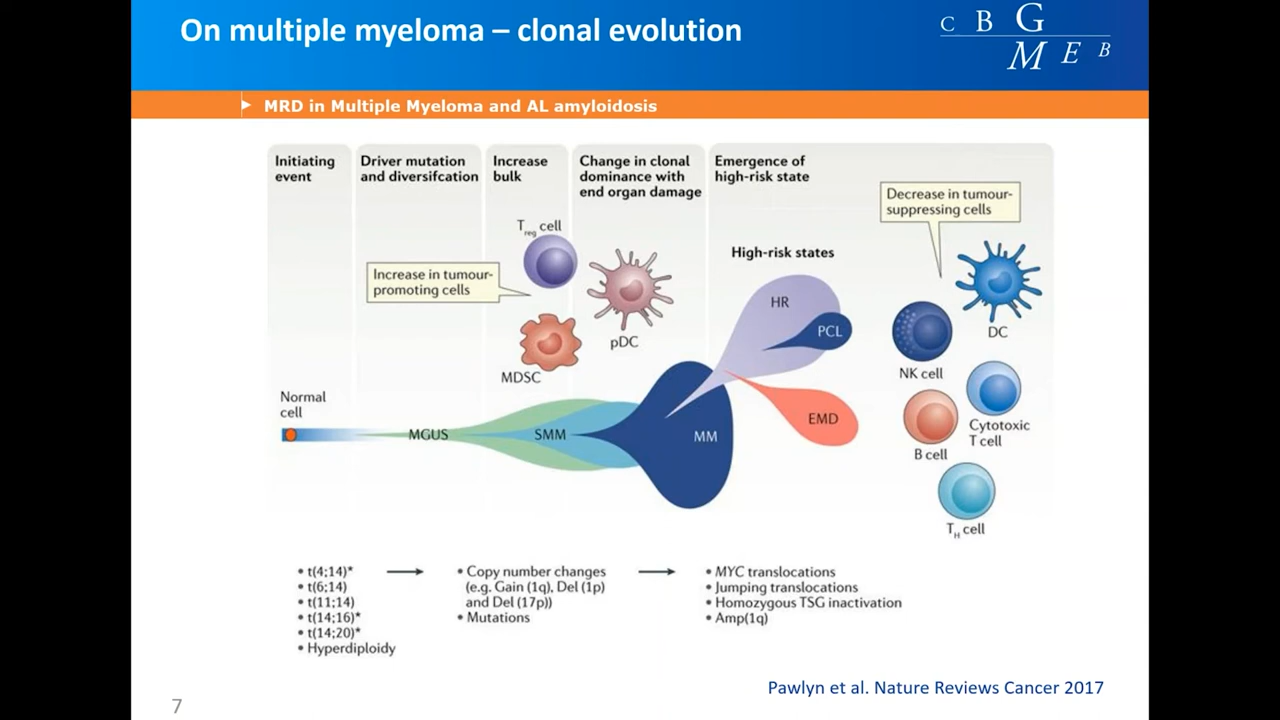 On multiple myeloma – clonal evolution
C B G
M E B
MRD in Multiple Myeloma and AL amyloidosis
Initiating
event
Driver mutation
and diversifcation
Increase
bulk
Change in clonal
dominance with
end organ damage
Emergence of
high-risk state
Decrease in tumour-
suppressing cells
Treg cell
Increase in tumour-
promoting cells
High-risk states
HR
PCL
DC
pDC
MDSC
NK cell
Normal
cell
MGUS
SMM
MM
EMD
Cytotoxic
T cell
B cell
TH cell
• t(4;14)*
• t(6;14)
• t(11;14)
• t(14;16)*
• t(14;20)*
• Hyperdiploidy
• Copy number changes
(e.g. Gain (1q), Del (1p)
and Del (17p))
• Mutations
• MYC translocations
• Jumping translocations
• Homozygous TSG inactivation
• Amp(1q)
Pawlyn et al. Nature Reviews Cancer 2017
7